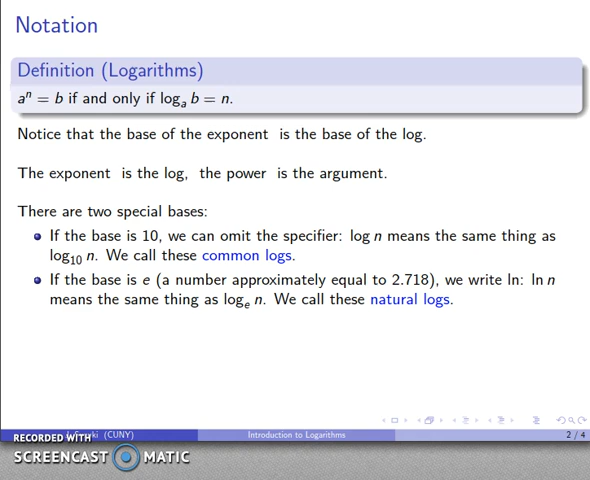 Notation
Definition (Logarithms)
aⁿ = b if and only if logₐ b = n.
Notice that the base of the exponent is the base of the log.
The exponent is the log, the power is the argument.
There are two special bases:
If the base is 10, we can omit the specifier: log n means the same thing as
log₁₀ n. We call these common logs.
If the base is e (a number approximately equal to 2.718), we write ln: ln n
means the same thing as logₑ n. We call these natural logs.
(CUNY) Introduction to Logarithms 2 / 4
RECORDED WITH
SCREENCAST MATIC